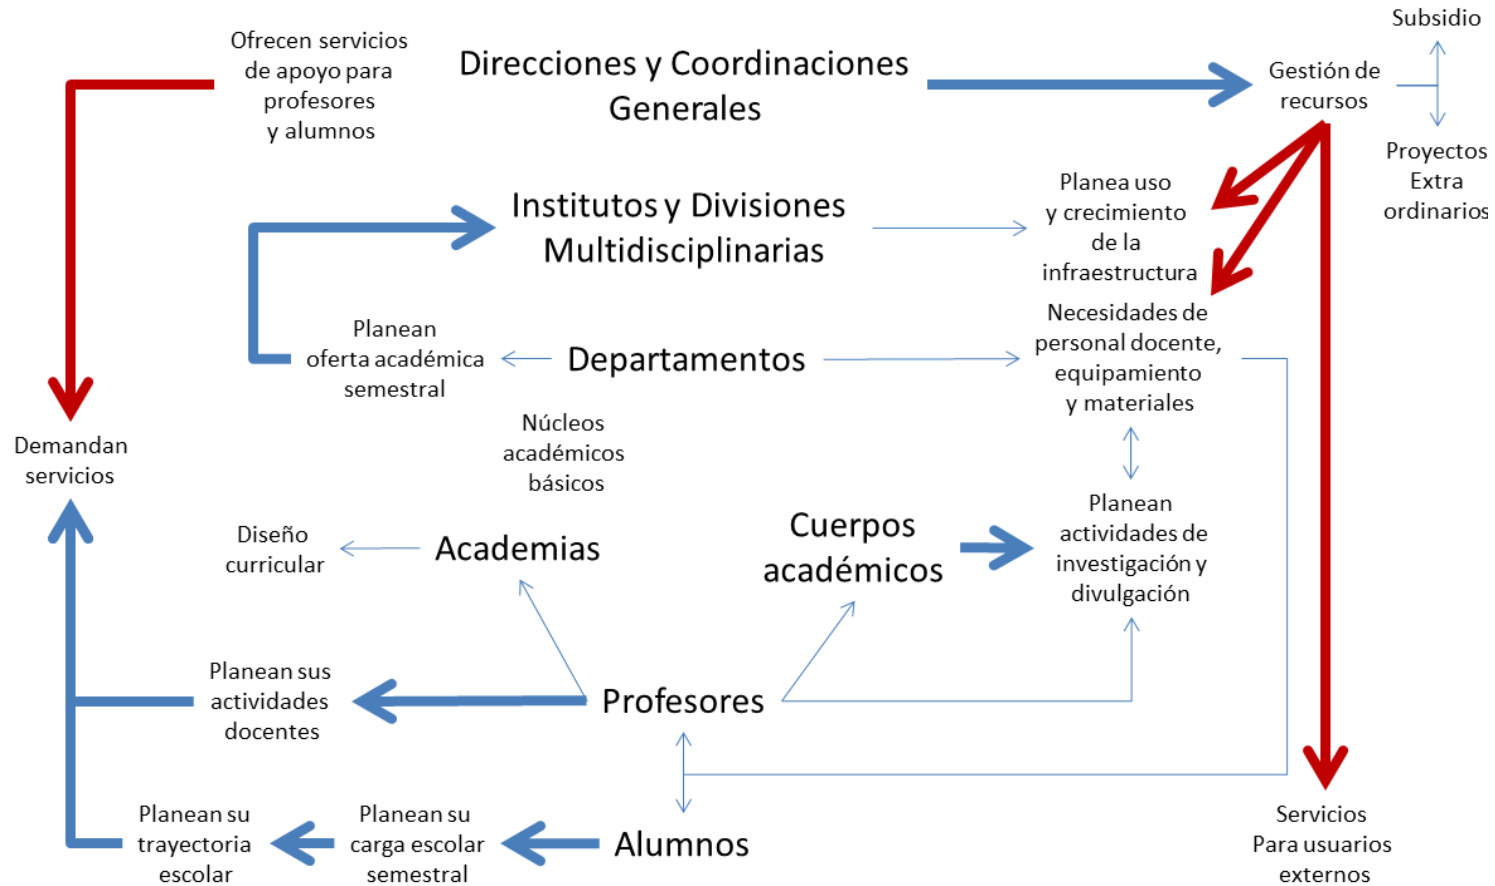 Ofrecen servicios
de apoyo para
profesores
y alumnos
Direcciones y Coordinaciones
Generales
Gestión de
recursos
Subsidio
Proyectos
Extra
ordinarios
Institutos y Divisiones
Multidisciplinarias
Planea uso
y crecimiento
de la
infraestructura
Planean
oferta académica
semestral
Departamentos
Necesidades de
personal docente,
equipamiento
y materiales
Demandan
servicios
Núcleos
académicos
básicos
Diseño
curricular
Academias
Cuerpos
académicos
Planean
actividades de
investigación y
divulgación
Planean sus
actividades
docentes
Profesores
Planean su
trayectoria
escolar
Planean su
carga escolar
semestral
Alumnos
Servicios
Para usuarios
externos